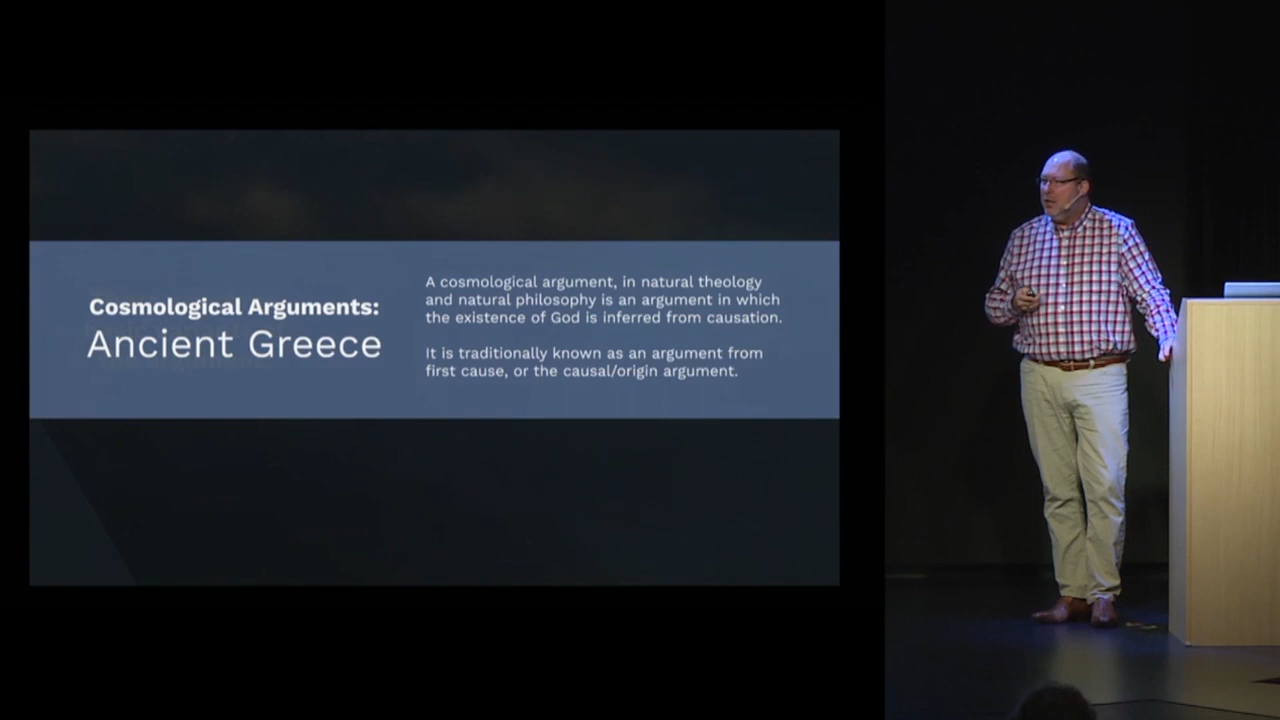 Cosmological Arguments:
Ancient Greece
A cosmological argument, in natural theology
and natural philosophy is an argument in which
the existence of God is inferred from causation.
It is traditionally known as an argument from
first cause, or the causal/origin argument.